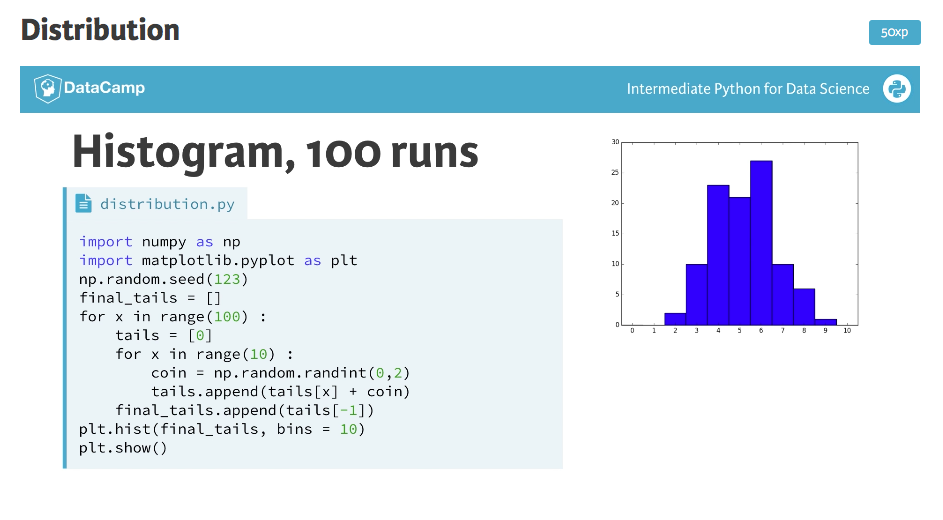 Distribution
50xp
DataCamp
Intermediate Python for Data Science
Histogram, 100 runs
distribution.py
import numpy as np
import matplotlib.pyplot as plt
np.random.seed(123)
final_tails = []
for x in range(100) :
    tails = [0]
    for x in range(10) :
        coin = np.random.randint(0,2)
        tails.append(tails[x] + coin)
    final_tails.append(tails[-1])
plt.hist(final_tails, bins = 10)
plt.show()
30
25
20
15
10
5
0
0 1 2 3 4 5 6 7 8 9 10